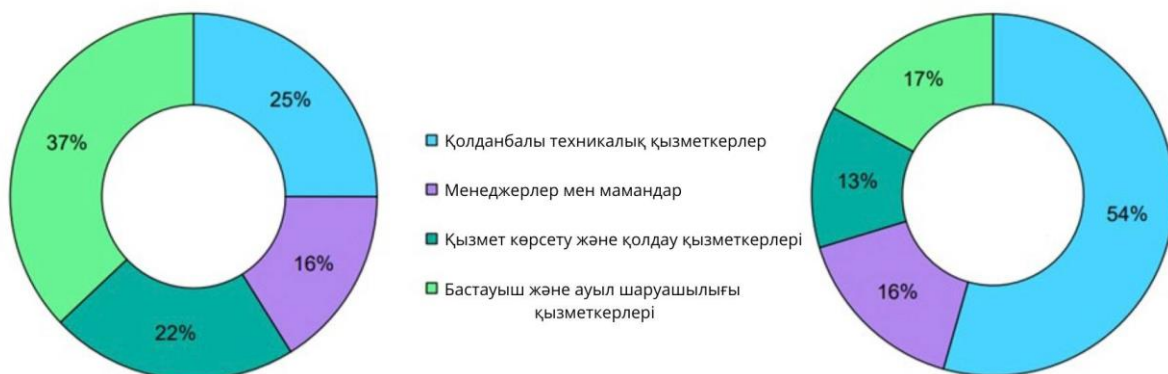 25%
37%
16%
22%
Қолданбалы техникалық қызметкерлер
Менеджерлер мен мамандар
Қызмет көрсету және қолдау қызметкерлері
Бастауыш және ауыл шаруашылығы
қызметкерлері
17%
13%
54%
16%